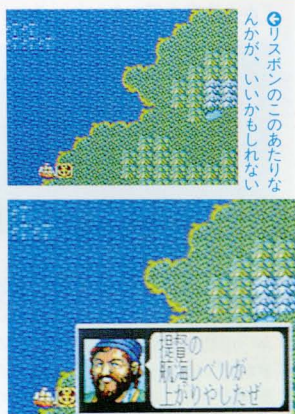 リスボンのこのあたりな
んかが、いいかもしれない
提督の
航海レベルが
上がりやしたぜ